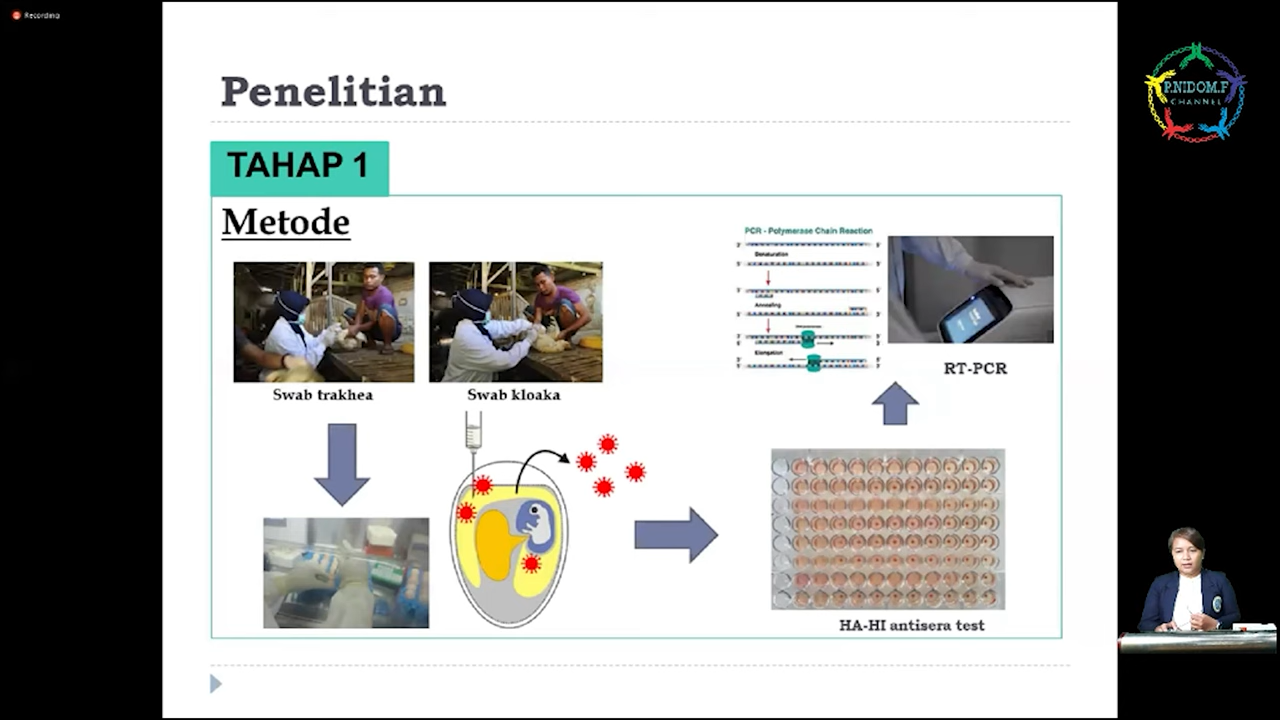 Recording
Penelitian
P.NIDOM.F
CHANNEL
TAHAP 1
Metode
PCR - Polymerase Chain Reaction
Denaturation
Annealing
Elongation
RT-PCR
Swab trakhea
Swab kloaka
HA-HI antisera test